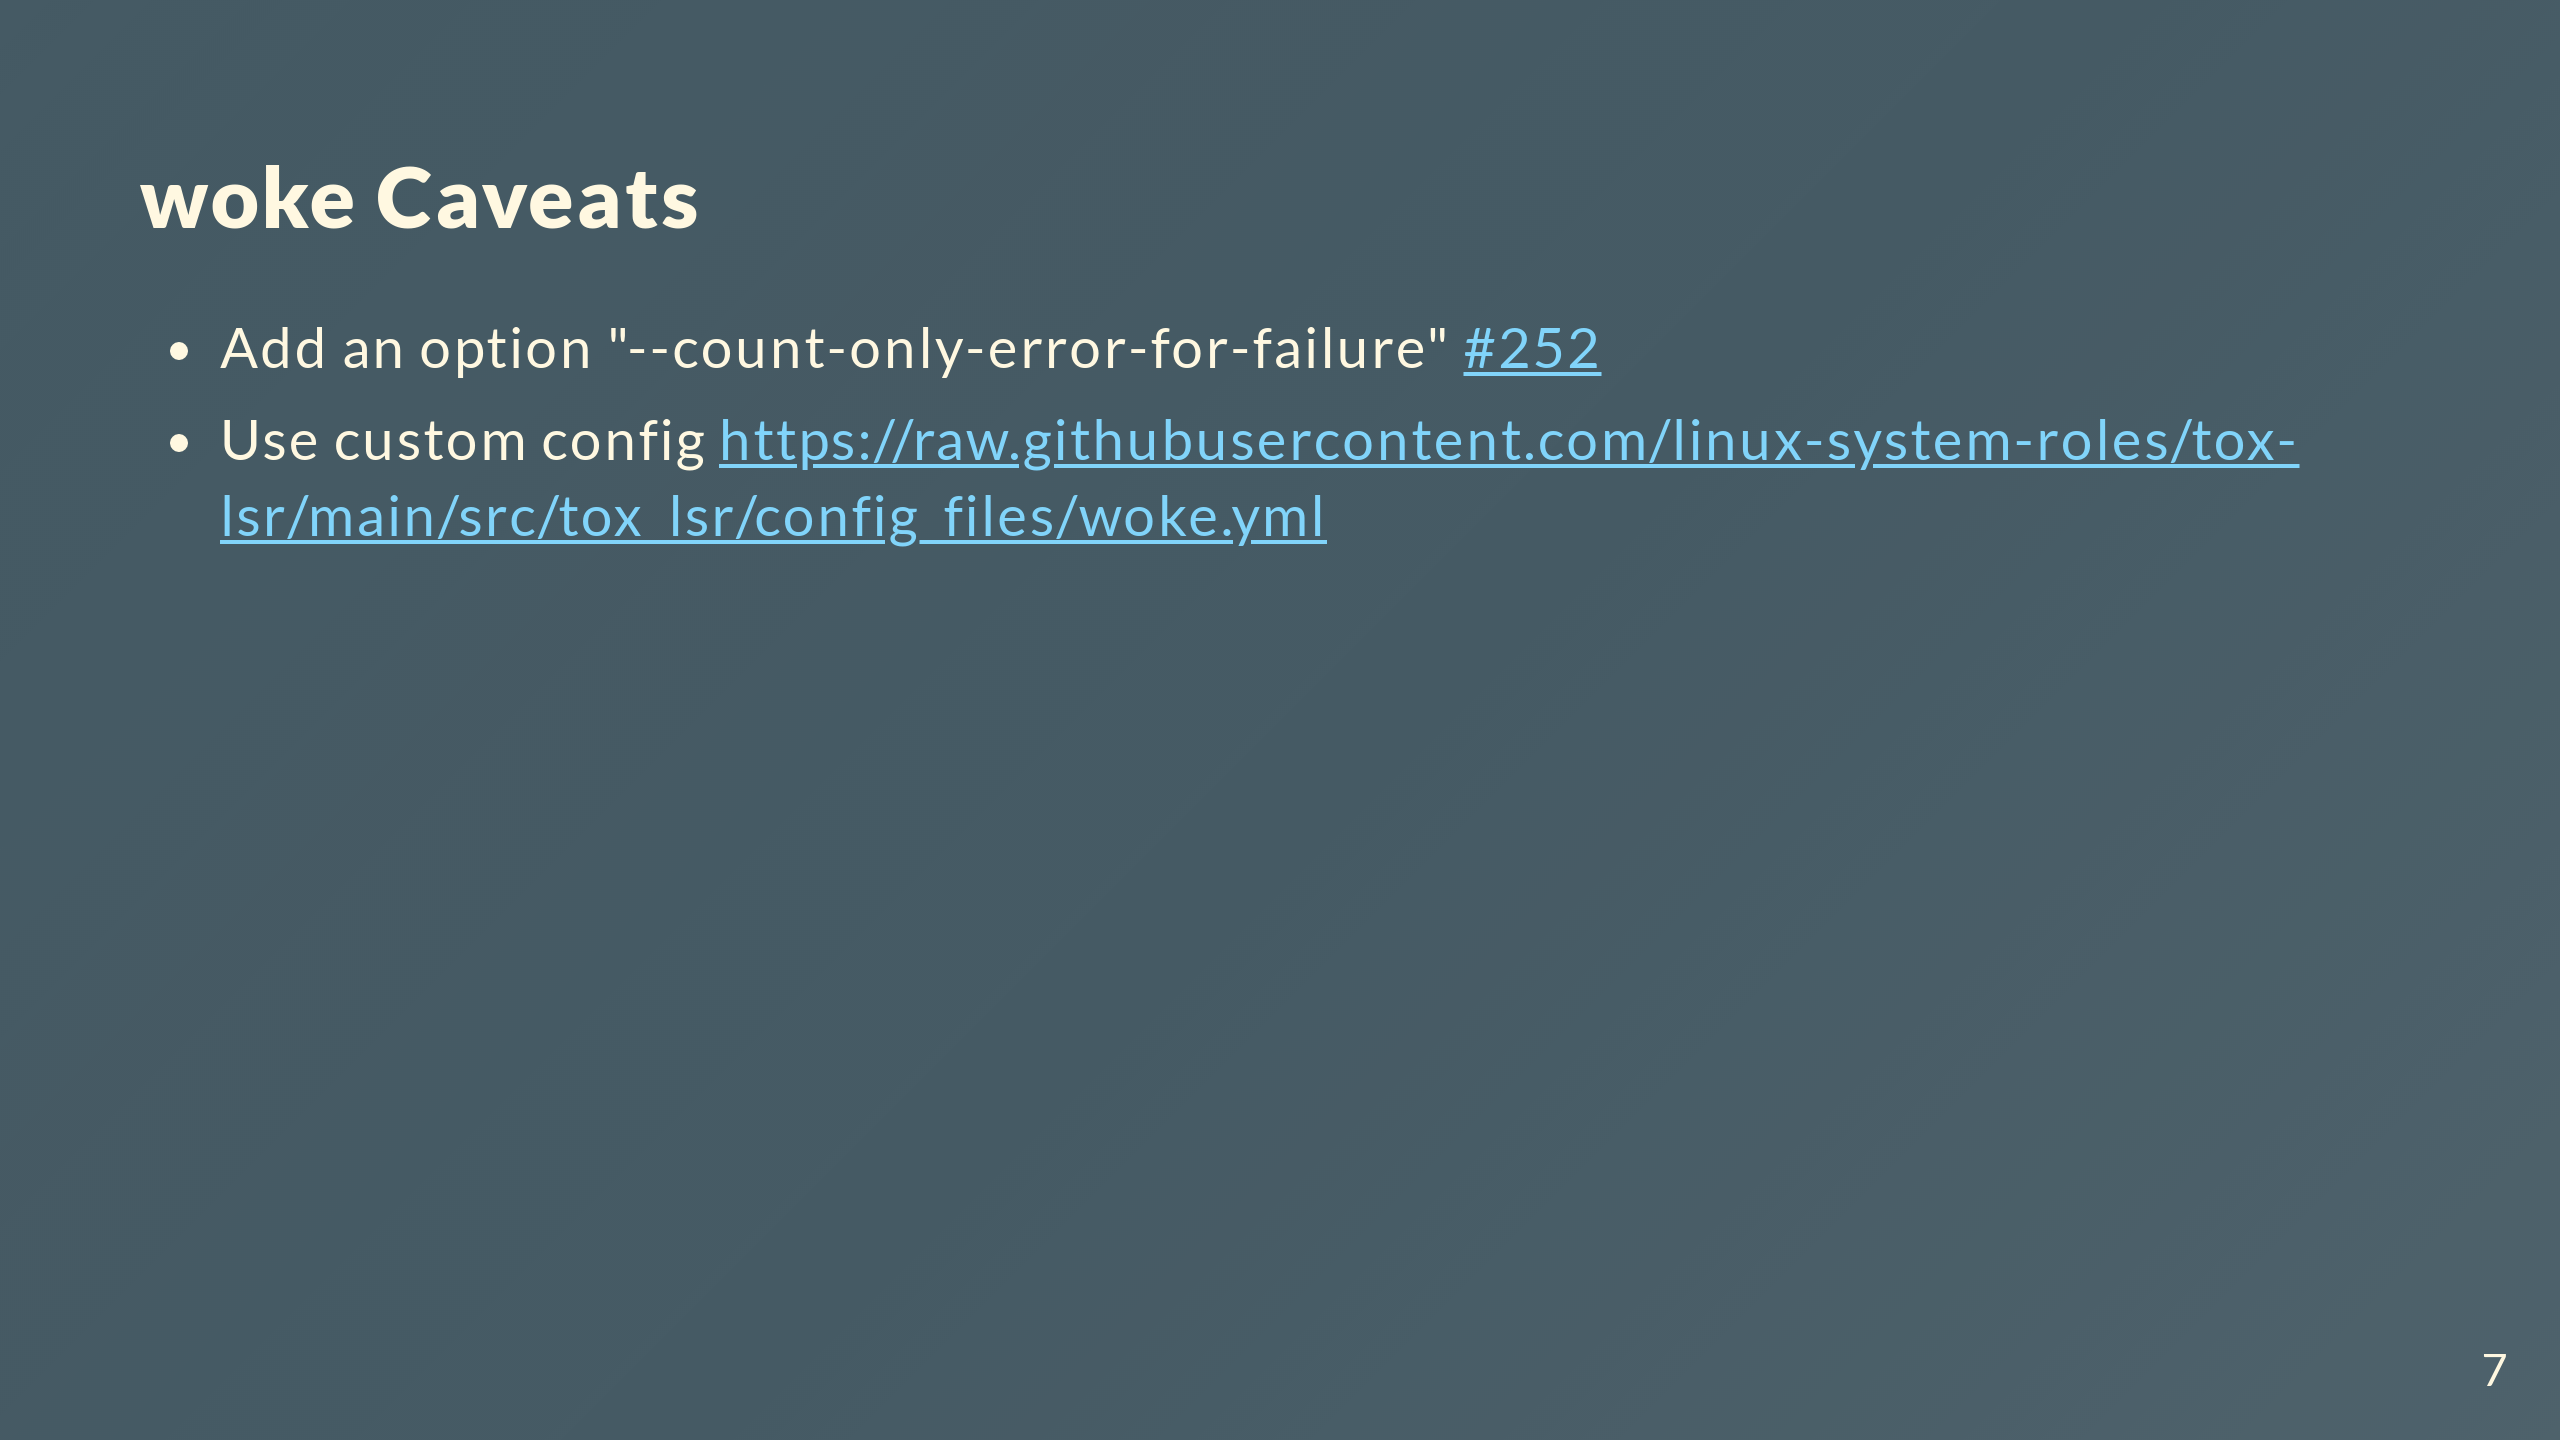 woke Caveats
• Add an option "--count-only-error-for-failure" #252
• Use custom config https://raw.githubusercontent.com/linux-system-roles/tox-
lsr/main/src/tox_lsr/config_files/woke.yml
7